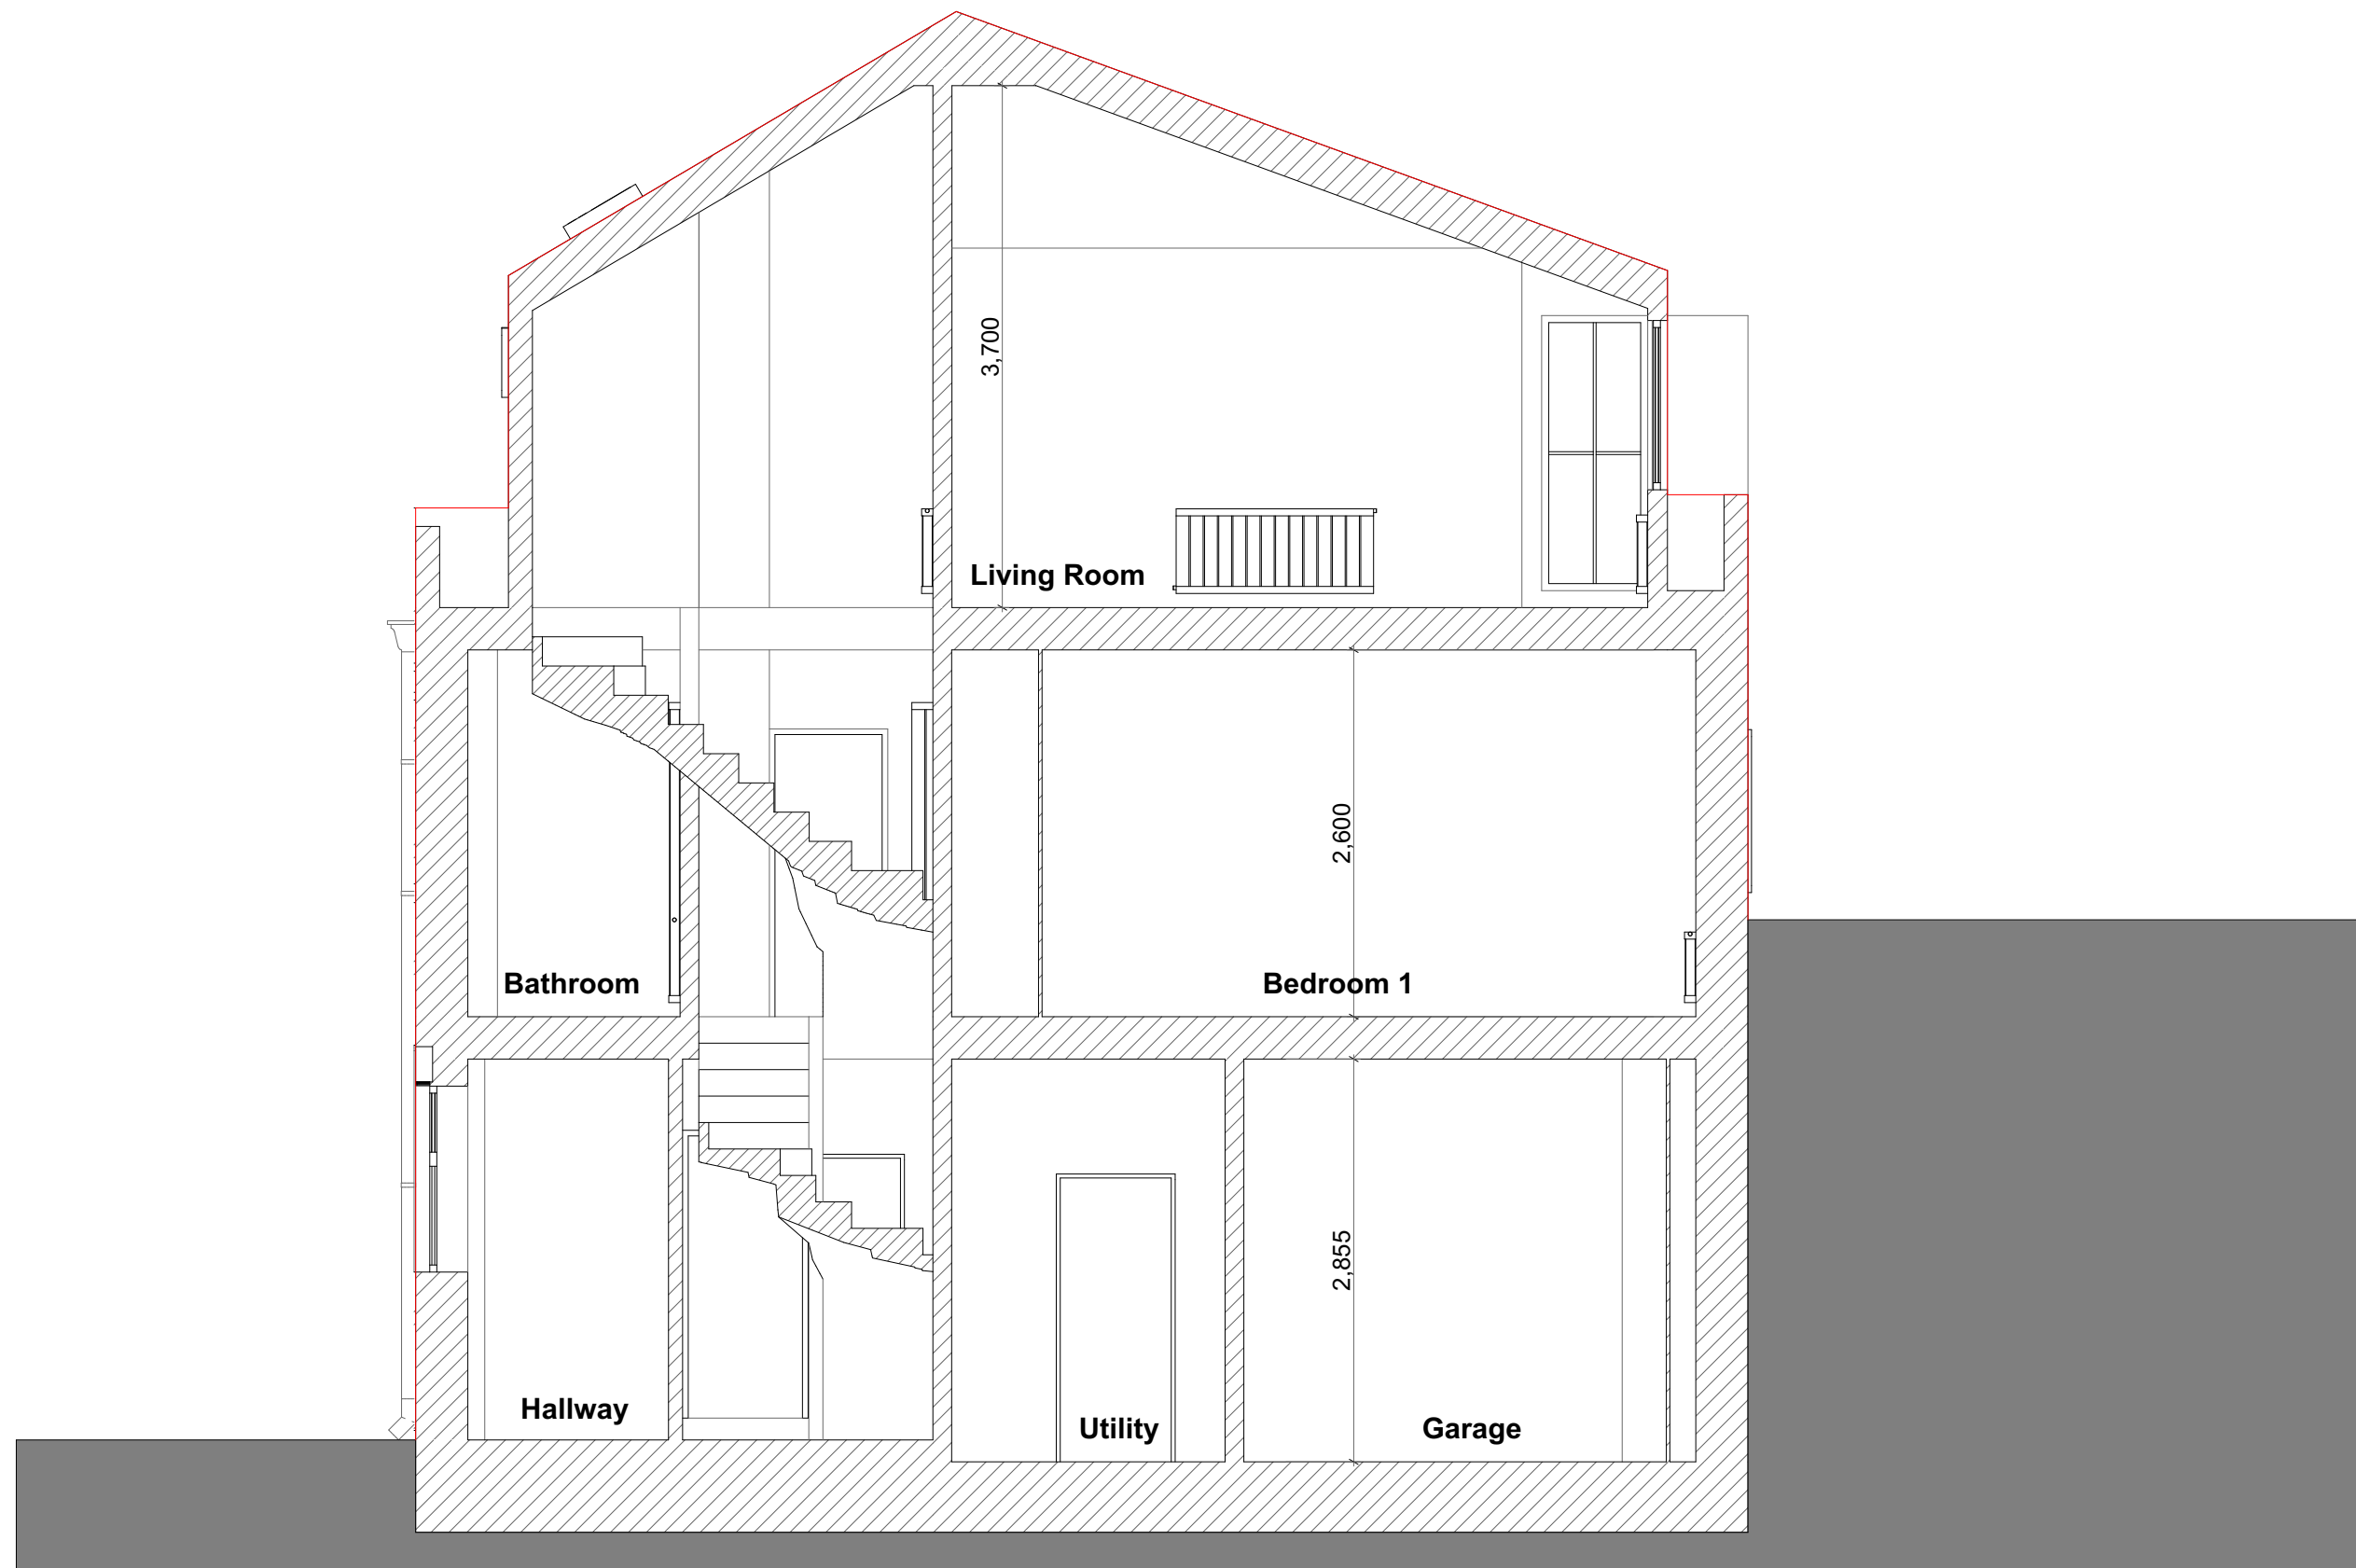 3,700
Living Room
2,600
Bathroom
Bedroom 1
2,855
Hallway
Utility
Garage